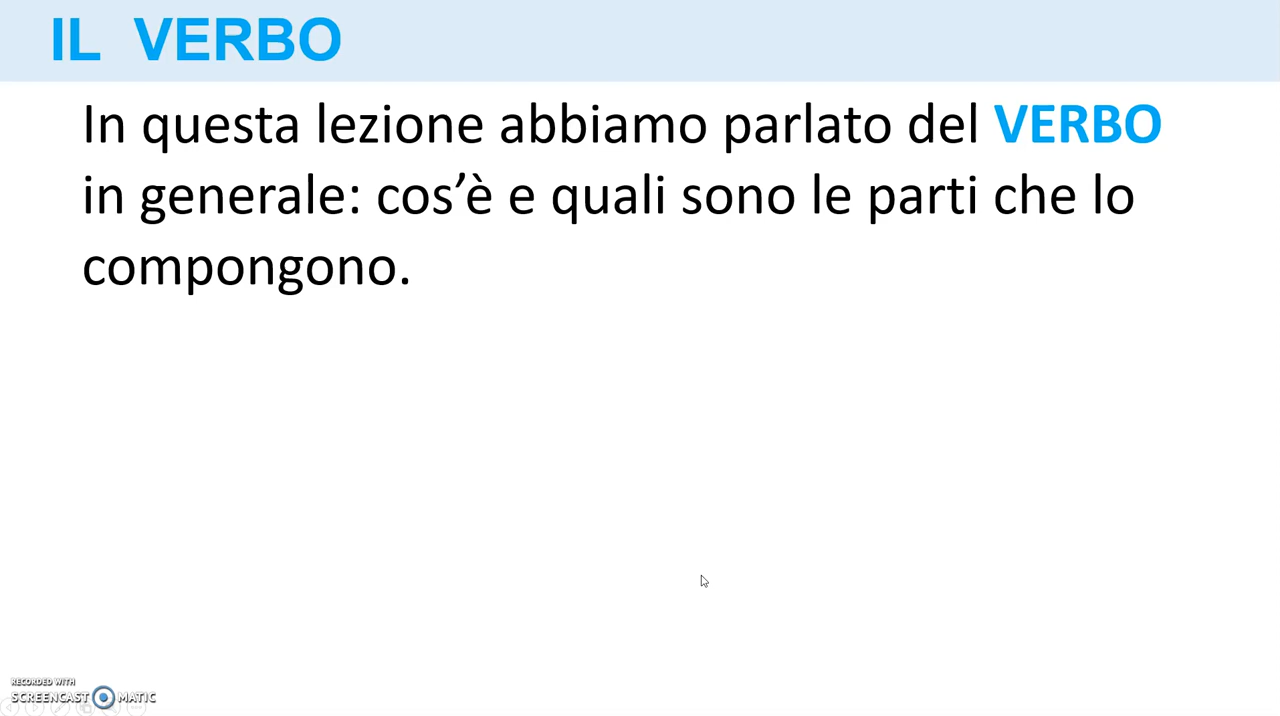 IL VERBO
In questa lezione abbiamo parlato del VERBO
in generale: cos’è e quali sono le parti che lo
compongono.
RECORDED WITH
SCREENCAST MATIC